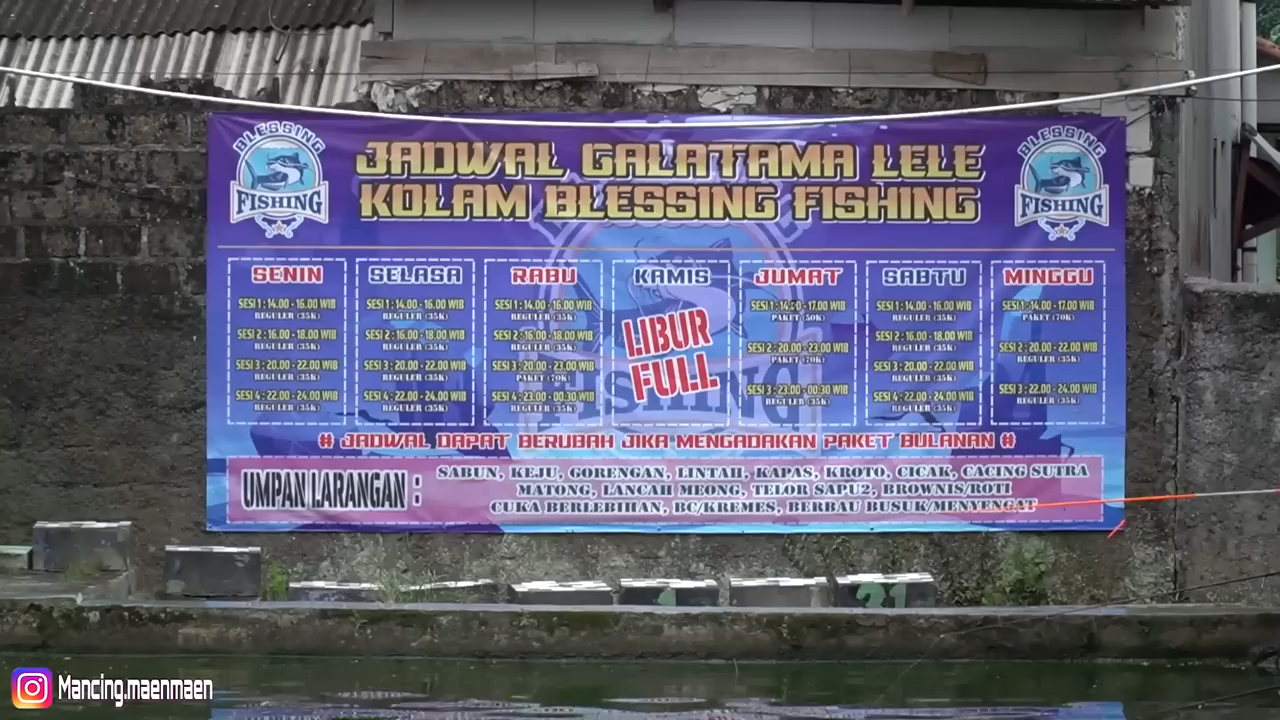 BLESSING
FISHING
JADWAL GALATAMA LELE
KOLAM BLESSING FISHING
BLESSING
FISHING
SENIN
SESI 1 : 14.00 - 16.00 WIB
REGULER (35K)
SESI 2 : 16.00 - 18.00 WIB
REGULER (35K)
SESI 3 : 20.00 - 22.00 WIB
REGULER (35K)
SESI 4 : 22.00 - 24.00 WIB
REGULER (35K)
SELASA
SESI 1 : 14.00 - 16.00 WIB
REGULER (35K)
SESI 2 : 16.00 - 18.00 WIB
REGULER (35K)
SESI 3 : 20.00 - 22.00 WIB
REGULER (35K)
SESI 4 : 22.00 - 24.00 WIB
REGULER (35K)
RABU
SESI 1 : 14.00 - 16.00 WIB
REGULER (35K)
SESI 2 : 16.00 - 18.00 WIB
REGULER (35K)
SESI 3 : 20.00 - 23.00 WIB
PAKET (70K)
SESI 4 : 23.00 - 00.30 WIB
REGULER (35K)
KAMIS
LIBUR
FULL
JUMAT
SESI 1 : 14.00 - 17.00 WIB
PAKET (50K)
SESI 2 : 20.00 - 23.00 WIB
PAKET (70K)
SESI 3 : 23.00 - 00.30 WIB
REGULER (35K)
SABTU
SESI 1 : 14.00 - 16.00 WIB
REGULER (35K)
SESI 2 : 16.00 - 18.00 WIB
REGULER (35K)
SESI 3 : 20.00 - 22.00 WIB
REGULER (35K)
SESI 4 : 22.00 - 24.00 WIB
REGULER (35K)
MINGGU
SESI 1 : 14.00 - 17.00 WIB
PAKET (70K)
SESI 2 : 20.00 - 22.00 WIB
REGULER (35K)
SESI 3 : 22.00 - 24.00 WIB
REGULER (35K)
FISHING
# JADWAL DAPAT BERUBAH JIKA MENGADAKAN PAKET BULANAN #
UMPAN LARANGAN :
SABUN, KEJU, GORENGAN, LINTAH, KAPAS, KROTO, CICAK, CACING SUTRA
MATONG, LANCAH MEONG, TELOR SAPU2, BROWNIS/ROTI
CUKA BERLEBIHAN, BC/KREMES, BERBAU BUSUK/MENYENGAT
31
Mancing.maenmaen